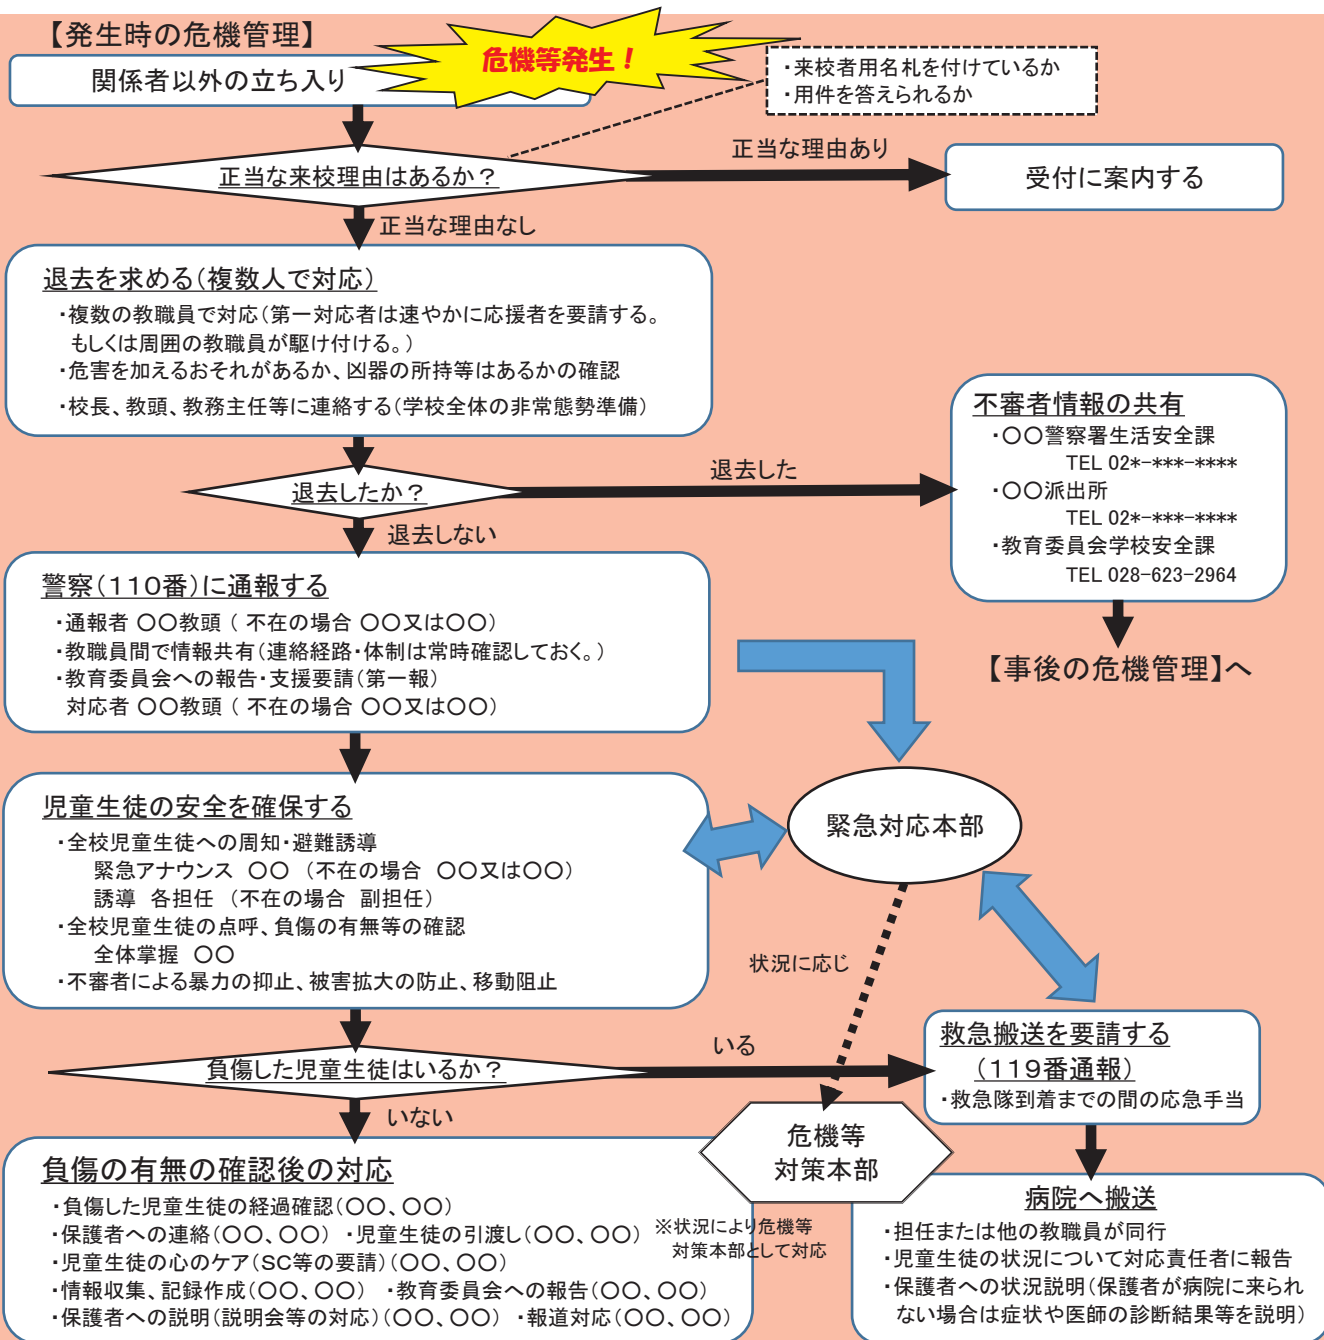 【発生時の危機管理】
危機等発生！
関係者以外の立ち入り
・来校者用名札を付けているか
・用件を答えられるか
正当な来校理由はあるか？
正当な理由あり
受付に案内する
正当な理由なし
退去を求める（複数人で対応）
・複数の教職員で対応（第一対応者は速やかに応援者を要請する。
もしくは周囲の教職員が駆け付ける。）
・危害を加えるおそれがあるか、凶器の所持等はあるかの確認
・校長、教頭、教務主任等に連絡する（学校全体の非常態勢準備）
退去したか？
退去した
不審者情報の共有
・〇〇警察署生活安全課
TEL 02*-***-****
・〇〇派出所
TEL 02*-***-****
・教育委員会学校安全課
TEL 028-623-2964
【事後の危機管理】へ
退去しない
警察（１１０番）に通報する
・通報者 〇〇教頭（ 不在の場合 〇〇又は〇〇）
・教職員間で情報共有（連絡経路・体制は常時確認しておく。）
・教育委員会への報告・支援要請（第一報）
対応者 〇〇教頭（ 不在の場合 〇〇又は〇〇）
緊急対応本部
児童生徒の安全を確保する
・全校児童生徒への周知・避難誘導
緊急アナウンス 〇〇 （不在の場合 〇〇又は〇〇）
誘導 各担任 （不在の場合 副担任）
・全校児童生徒の点呼、負傷の有無等の確認
全体掌握 〇〇
・不審者による暴力の抑止、被害拡大の防止、移動阻止
状況に応じ
負傷した児童生徒はいるか？
いる
救急搬送を要請する
（１１９番通報）
・救急隊到着までの間の応急手当
いない
危機等
対策本部
※状況により危機等
対策本部として対応
負傷の有無の確認後の対応
・負傷した児童生徒の経過確認（〇〇、〇〇）
・保護者への連絡（〇〇、〇〇） ・児童生徒の引渡し（〇〇、〇〇）
・児童生徒の心のケア（ＳＣ等の要請）（〇〇、〇〇）
・情報収集、記録作成（〇〇、〇〇） ・教育委員会への報告（〇〇、〇〇）
・保護者への説明（説明会等の対応）（〇〇、〇〇） ・報道対応（〇〇、〇〇）
病院へ搬送
・担任または他の教職員が同行
・児童生徒の状況について対応責任者に報告
・保護者への状況説明（保護者が病院に来られ
ない場合は症状や医師の診断結果等を説明）